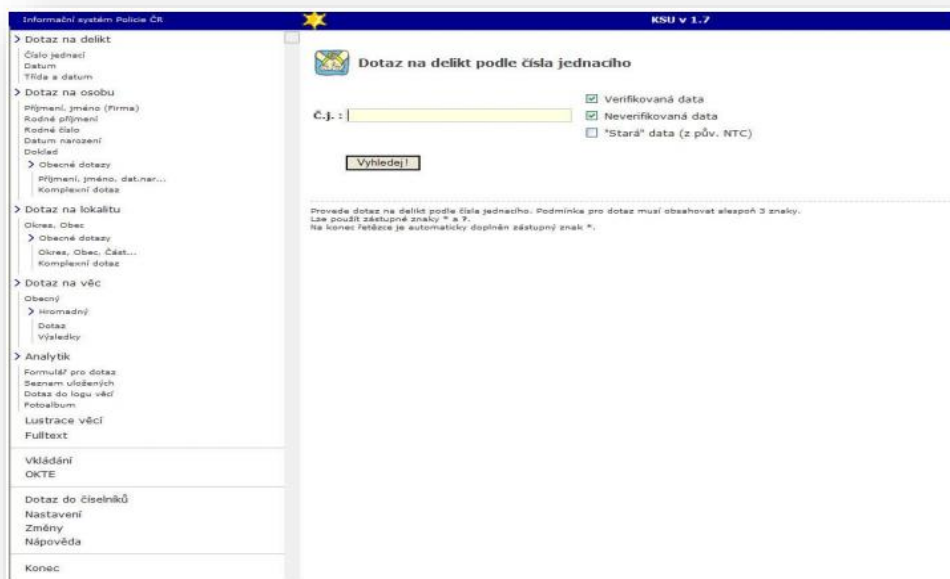 Informační systém Policie ČR
KSU v 1.7
> Dotaz na delikt
Číslo jednací
Datum
Třída a datum
> Dotaz na osobu
Příjmení, jméno (Firma)
Rodné příjmení
Rodné číslo
Datum narození
Doklad
> Obecné dotazy
Příjmení, jméno, dat.nar...
Komplexní dotaz
> Dotaz na lokalitu
Okres, Obec
> Obecné dotazy
Okres, Obec, Část...
Komplexní dotaz
> Dotaz na věc
Obecný
> Hromadný
Dotaz
Výsledky
> Analytik
Formulář pro dotaz
Seznam uložených
Dotaz do logu věcí
Fotoalbum
Lustrace věcí
Fulltext
Vkládání
OKTE
Dotaz do číselníků
Nastavení
Změny
Nápověda
Konec
Dotaz na delikt podle čísla jednacího
Č.j. :
Verifikovaná data
Neverifikovaná data
"Stará" data (z pův. NTC)
Vyhledej!
Provede dotaz na delikt podle čísla jednacího. Podmínka pro dotaz musí obsahovat alespoň 3 znaky.
Lze použít zástupné znaky * a ?.
Na konec řetězce je automaticky doplněn zástupný znak *.